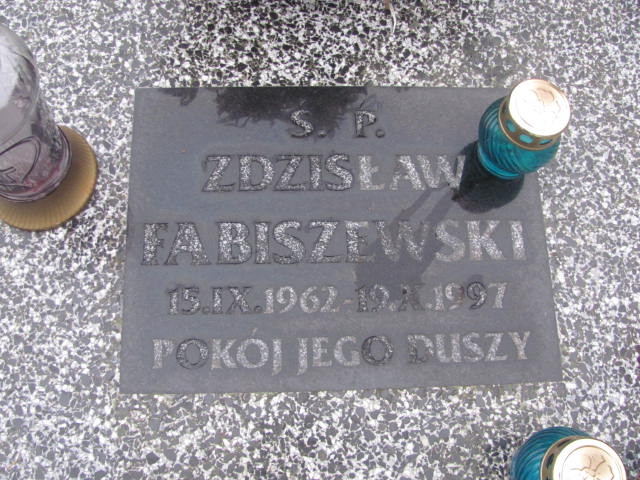 Ś. P.
ZDZISŁAW
FABISZEWSKI
15.IX.1962-19.X.1997
POKÓJ JEGO DUSZY